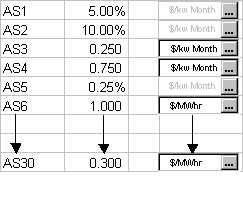 AS1 5.00% $/kw Month ...
AS2 10.00% $/kw Month ...
AS3 0.250 $/kw Month ...
AS4 0.750 $/kw Month ...
AS5 0.25% $/kw Month ...
AS6 1.000 $/MWhr ...
AS30 0.300 $/MWhr ...